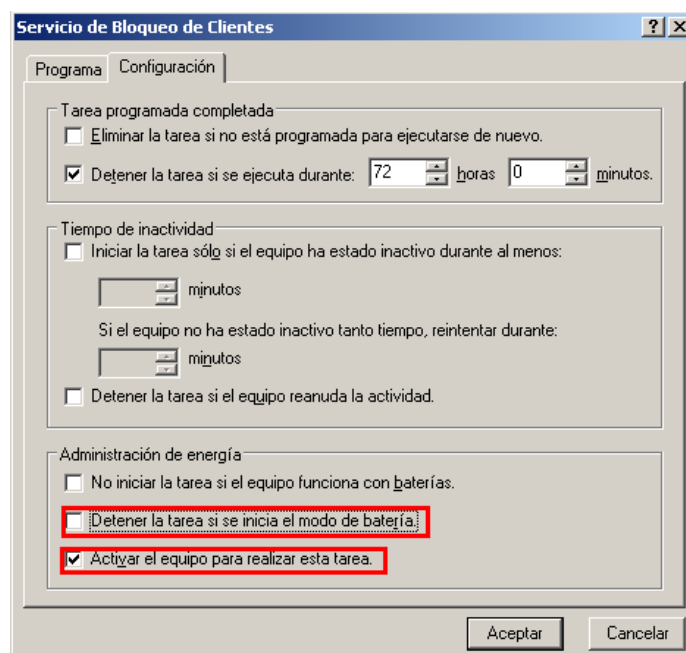 Servicio de Bloqueo de Clientes
Programa Configuración
Tarea programada completada
Eliminar la tarea si no está programada para ejecutarse de nuevo.
Detener la tarea si se ejecuta durante: 72 horas 0 minutos.
Tiempo de inactividad
Iniciar la tarea sólo si el equipo ha estado inactivo durante al menos:
minutos
Si el equipo no ha estado inactivo tanto tiempo, reintentar durante:
minutos
Detener la tarea si el equipo reanuda la actividad.
Administración de energía
No iniciar la tarea si el equipo funciona con baterías.
Detener la tarea si se inicia el modo de batería.
Activar el equipo para realizar esta tarea.
Aceptar Cancelar